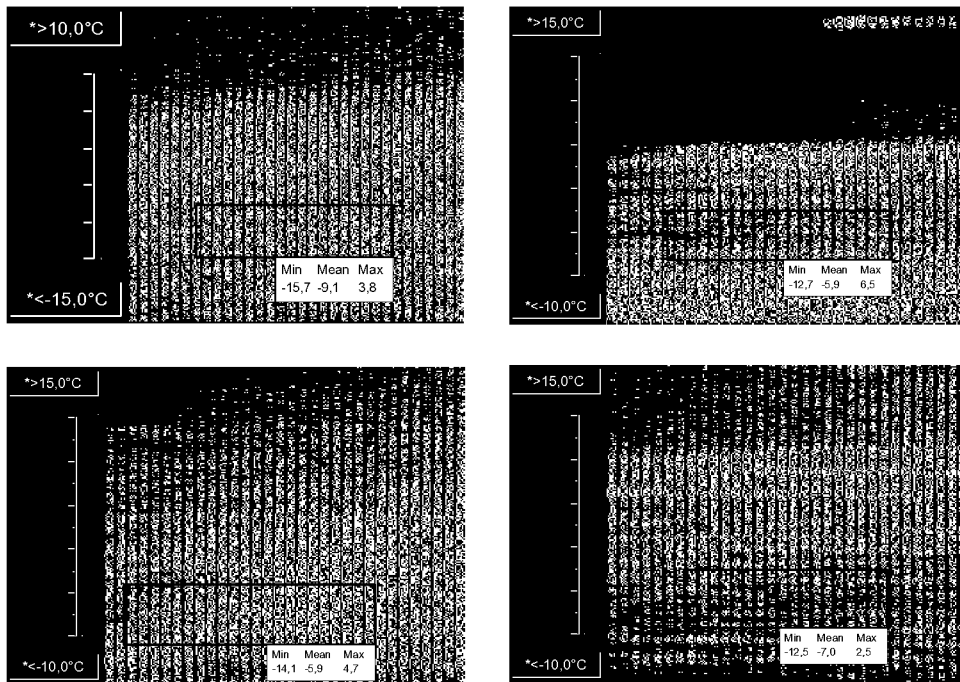 *>10,0°C
Min Mean Max
-15,7 -9,1 3,8
*<-15,0°C
*>15,0°C
Min Mean Max
-12,7 -5,9 6,5
*<-10,0°C
*>15,0°C
Min Mean Max
-14,1 -5,9 4,7
*<-10,0°C
*>15,0°C
Min Mean Max
-12,5 -7,0 2,5
*<-10,0°C